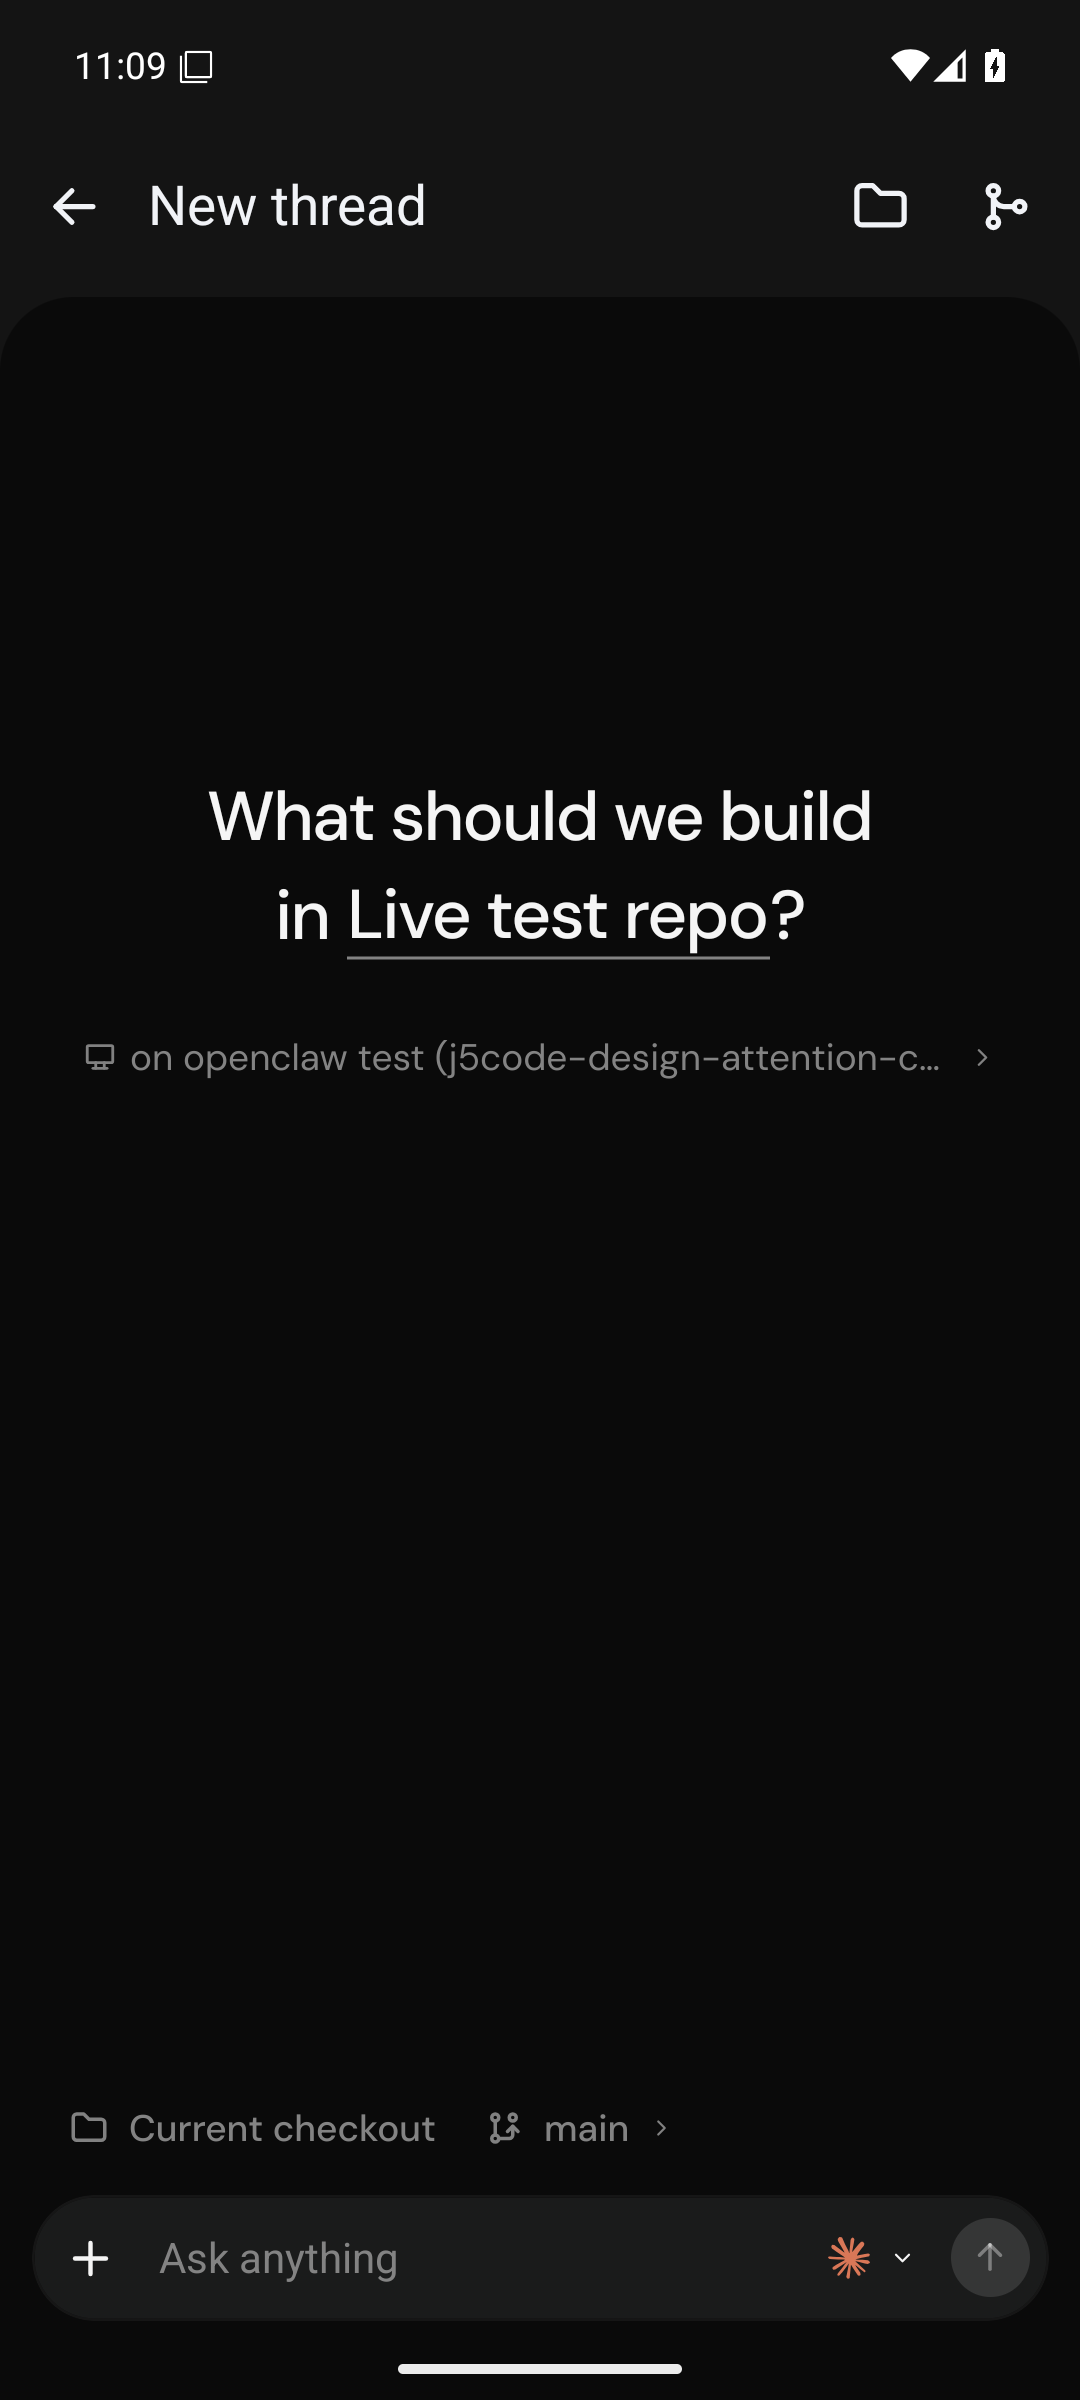 11:09
New thread
What should we build
in Live test repo?
on openclaw test (j5code-design-attention-c...
Current checkout
main
Ask anything